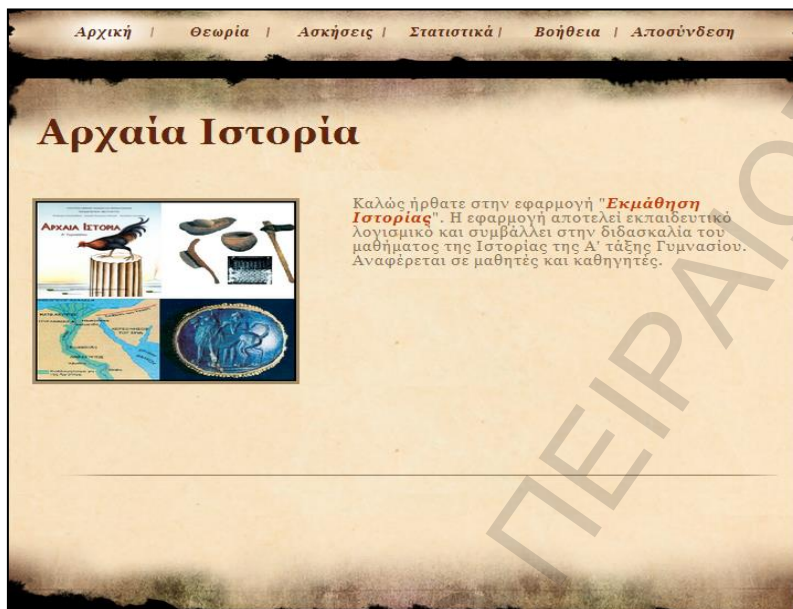 Αρχική | Θεωρία | Ασκήσεις | Στατιστικά | Βοήθεια | Αποσύνδεση
Αρχαία Ιστορία
ΑΡΧΑΙΑ ΙΣΤΟΡΙΑ
Καλώς ήρθατε στην εφαρμογή "Εκμάθηση
Ιστορίας". Η εφαρμογή αποτελεί εκπαιδευτικό
λογισμικό και συμβάλλει στην διδασκαλία του
μαθήματος της Ιστορίας της Α' τάξης Γυμνασίου.
Αναφέρεται σε μαθητές και καθηγητές.
ΠΕΙΡΑΙΩ